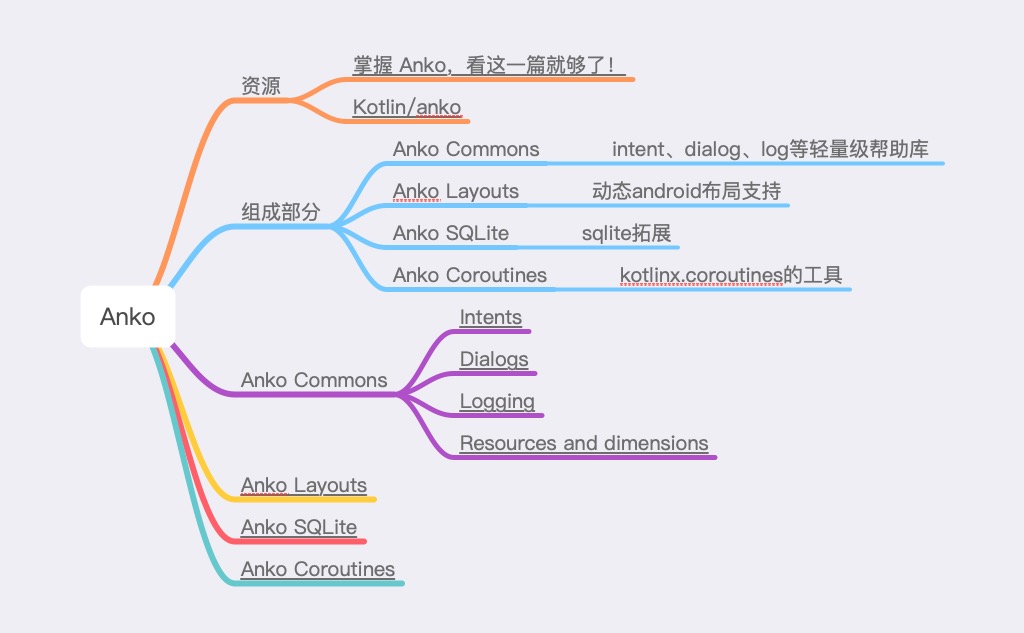 资源
掌握 Anko，看这一篇就够了！
Kotlin/anko
组成部分
Anko Commons
intent、dialog、log等轻量级帮助库
Anko Layouts
动态android布局支持
Anko SQLite
sqlite拓展
Anko Coroutines
kotlinx.coroutines的工具
Anko
Anko Commons
Intents
Dialogs
Logging
Resources and dimensions
Anko Layouts
Anko SQLite
Anko Coroutines